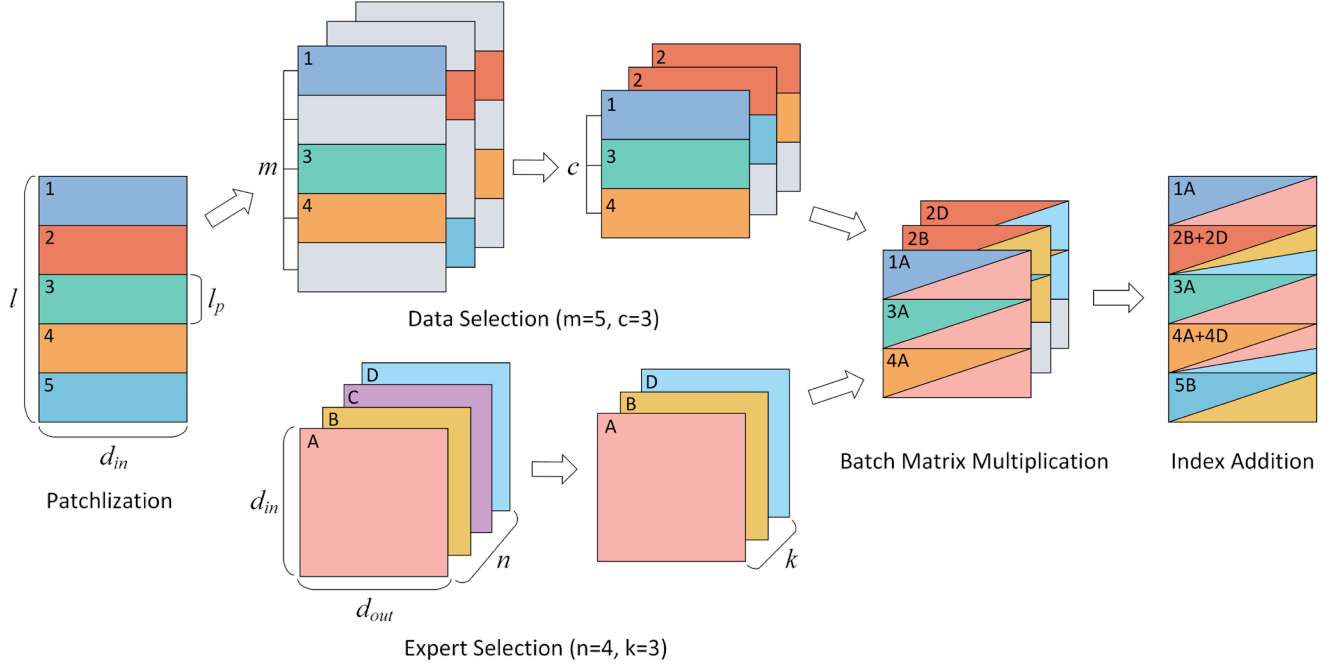 1
2
3
4
5
l
l_p
d_in
Patchlization
1
3
4
m
2
2
1
3
4
c
Data Selection (m=5, c=3)
D
C
B
A
d_in
d_out
n
D
B
A
k
Expert Selection (n=4, k=3)
2D
2B
1A
3A
4A
Batch Matrix Multiplication
1A
2B+2D
3A
4A+4D
5B
Index Addition